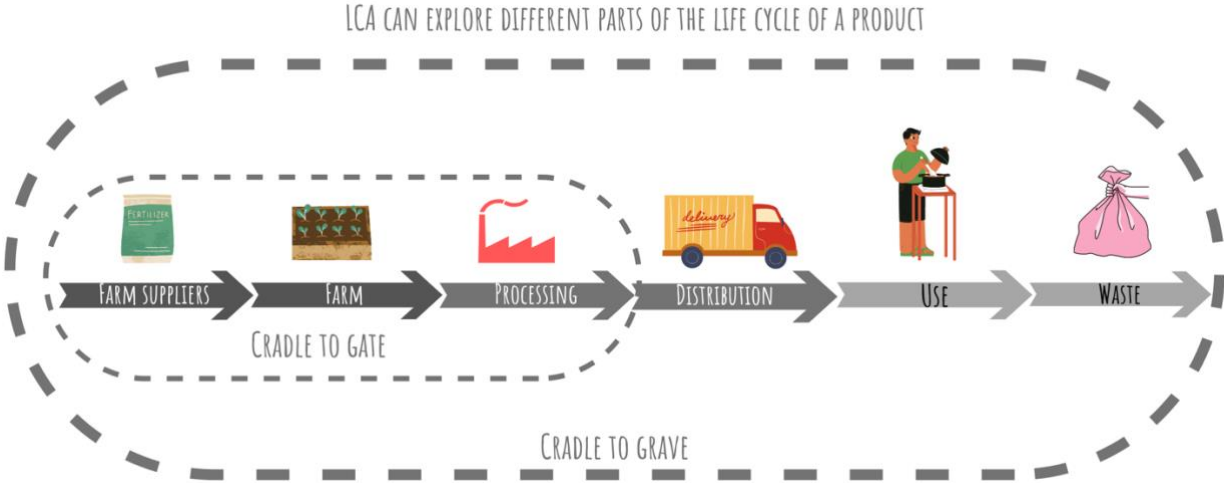 LCA CAN EXPLORE DIFFERENT PARTS OF THE LIFE CYCLE OF A PRODUCT
FERTILIZER
delivery
FARM SUPPLIERS
FARM
PROCESSING
DISTRIBUTION
USE
WASTE
CRADLE TO GATE
CRADLE TO GRAVE